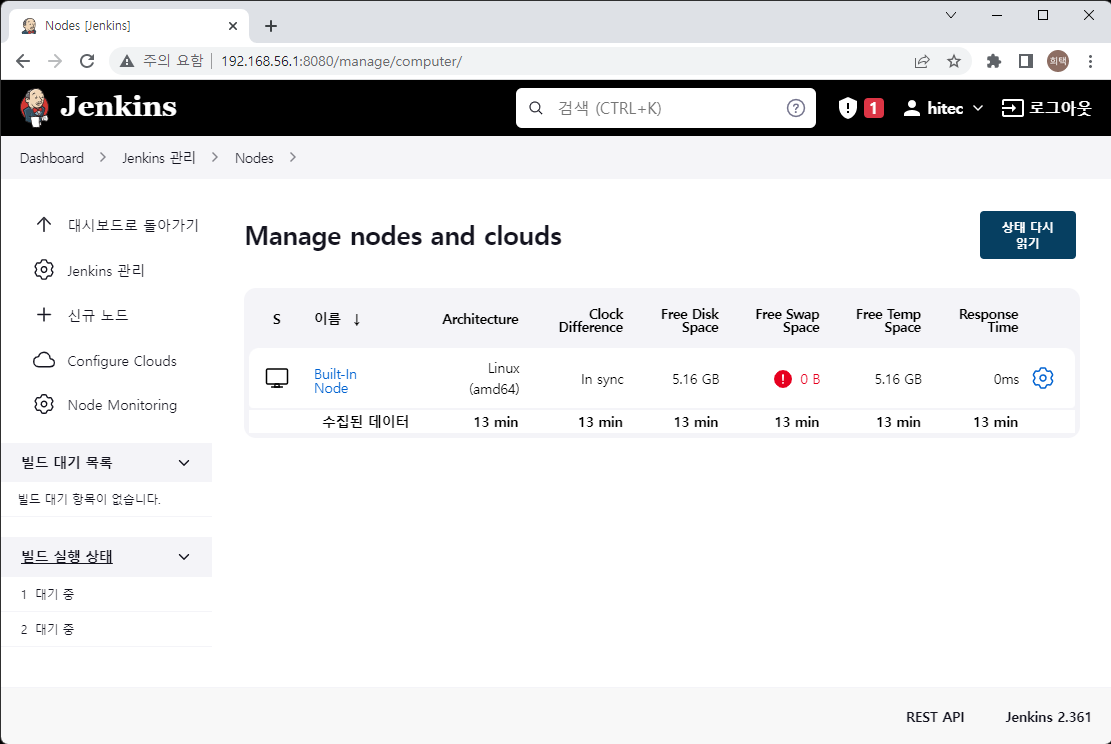 Nodes [Jenkins]
주의 요함 192.168.56.1:8080/manage/computer/
희택
Jenkins
검색 (CTRL+K)
1
hitec
로그아웃
Dashboard
Jenkins 관리
Nodes
대시보드로 돌아가기
Jenkins 관리
신규 노드
Configure Clouds
Node Monitoring
빌드 대기 목록
빌드 대기 항목이 없습니다.
빌드 실행 상태
1 대기 중
2 대기 중
Manage nodes and clouds
상태 다시
읽기
S 이름 ↓ Architecture Clock Difference Free Disk Space Free Swap Space Free Temp Space Response Time
Built-In Node Linux (amd64) In sync 5.16 GB 0 B 5.16 GB 0ms
수집된 데이터 13 min 13 min 13 min 13 min 13 min 13 min
REST API Jenkins 2.361